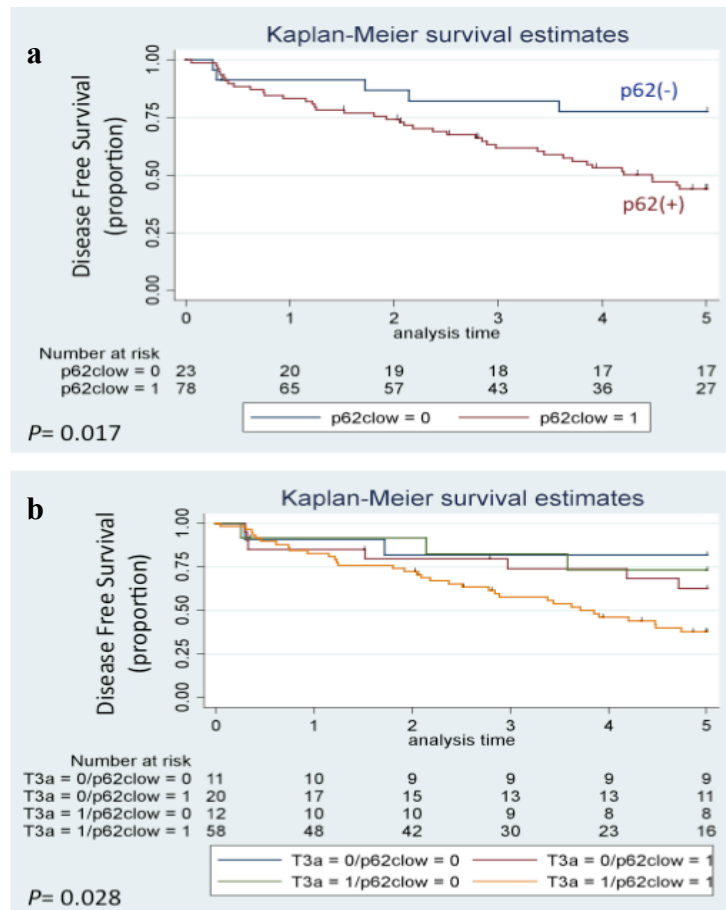 a
Kaplan-Meier survival estimates
Disease Free Survival
(proportion)
1.00
0.75
0.50
0.25
0.00
p62(-)
p62(+)
0 1 2 3 4 5
analysis time
Number at risk
p62clow = 0 23 20 19 18 17 17
p62clow = 1 78 65 57 43 36 27
p62clow = 0 p62clow = 1
P= 0.017
b
Kaplan-Meier survival estimates
Disease Free Survival
(proportion)
1.00
0.75
0.50
0.25
0.00
0 1 2 3 4 5
analysis time
Number at risk
T3a = 0/p62clow = 0 11 10 9 9 9 9
T3a = 0/p62clow = 1 20 17 15 13 13 11
T3a = 1/p62clow = 0 12 10 10 9 8 8
T3a = 1/p62clow = 1 58 48 42 30 23 16
T3a = 0/p62clow = 0 T3a = 0/p62clow = 1
T3a = 1/p62clow = 0 T3a = 1/p62clow = 1
P= 0.028